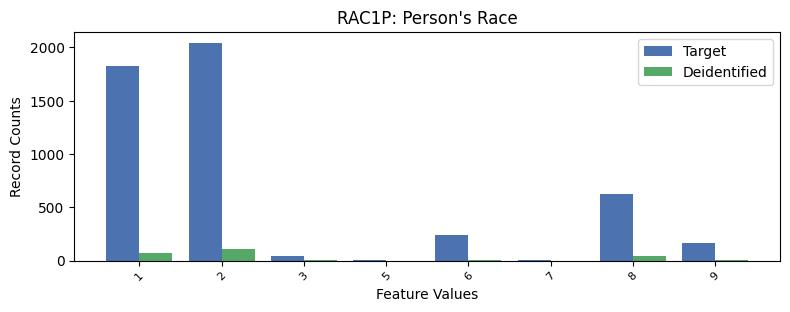 RAC1P: Person's Race
Target
Deidentified
Record Counts
2000
1500
1000
500
0
1 2 3 5 6 7 8 9
Feature Values